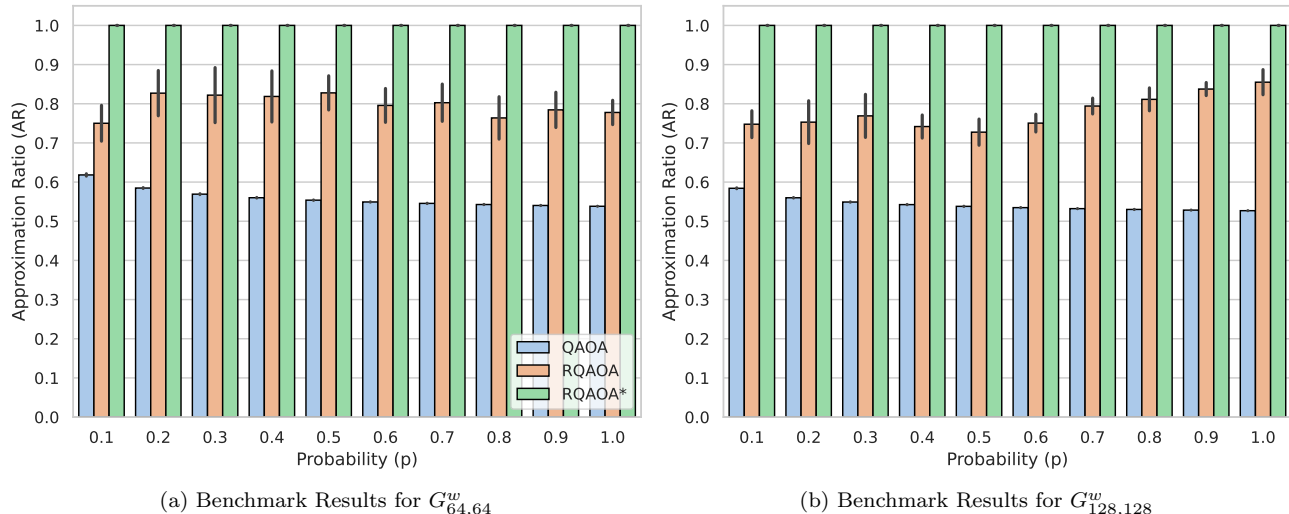 1.0
0.9
0.8
0.7
0.6
0.5
0.4
0.3
0.2
0.1
0.0
Approximation Ratio (AR)
QAOA
RQAOA
RQAOA*
0.1 0.2 0.3 0.4 0.5 0.6 0.7 0.8 0.9 1.0
Probability (p)
(a) Benchmark Results for $G^w_{64,64}$
1.0
0.9
0.8
0.7
0.6
0.5
0.4
0.3
0.2
0.1
0.0
Approximation Ratio (AR)
0.1 0.2 0.3 0.4 0.5 0.6 0.7 0.8 0.9 1.0
Probability (p)
(b) Benchmark Results for $G^w_{128,128}$